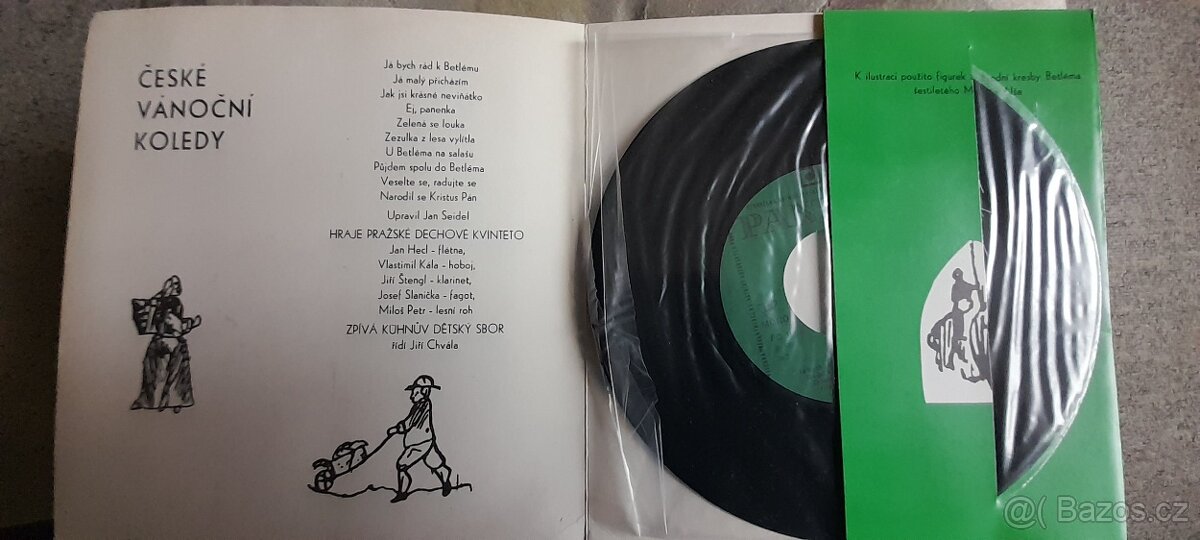 ČESKÉ
VÁNOČNÍ
KOLEDY
Já bych rád k Betlému
Já malý přicházím
Jak jsi krásné neviňátko
Ej, panenka
Zelená se louka
Zezulka z lesa vylítla
U Betléma na salašu
Půjdem spolu do Betléma
Veselte se, radujte se
Narodil se Kristus Pán
Upravil Jan Seidel
HRAJE PRAŽSKÉ DECHOVÉ KVINTETO
Jan Hecl - flétna,
Vlastimil Kála - hoboj,
Jiří Štengl - klarinet,
Josef Slanička - fagot,
Miloš Petr - lesní roh
ZPÍVÁ KÜHNŮV DĚTSKÝ SBOR
řídí Jiří Chvála
K ilustraci použito figurek kresby Betléma
šestiletého
@( Bazos.cz